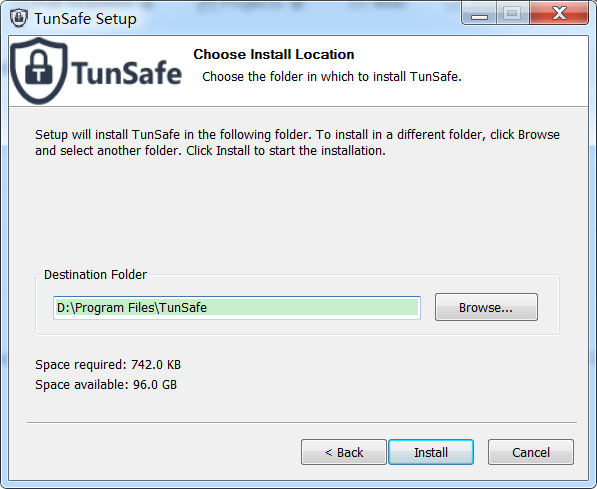 TunSafe Setup
TunSafe
Choose Install Location
Choose the folder in which to install TunSafe.
Setup will install TunSafe in the following folder. To install in a different folder, click Browse
and select another folder. Click Install to start the installation.
Destination Folder
D:\Program Files\TunSafe
Browse...
Space required: 742.0 KB
Space available: 96.0 GB
< Back
Install
Cancel